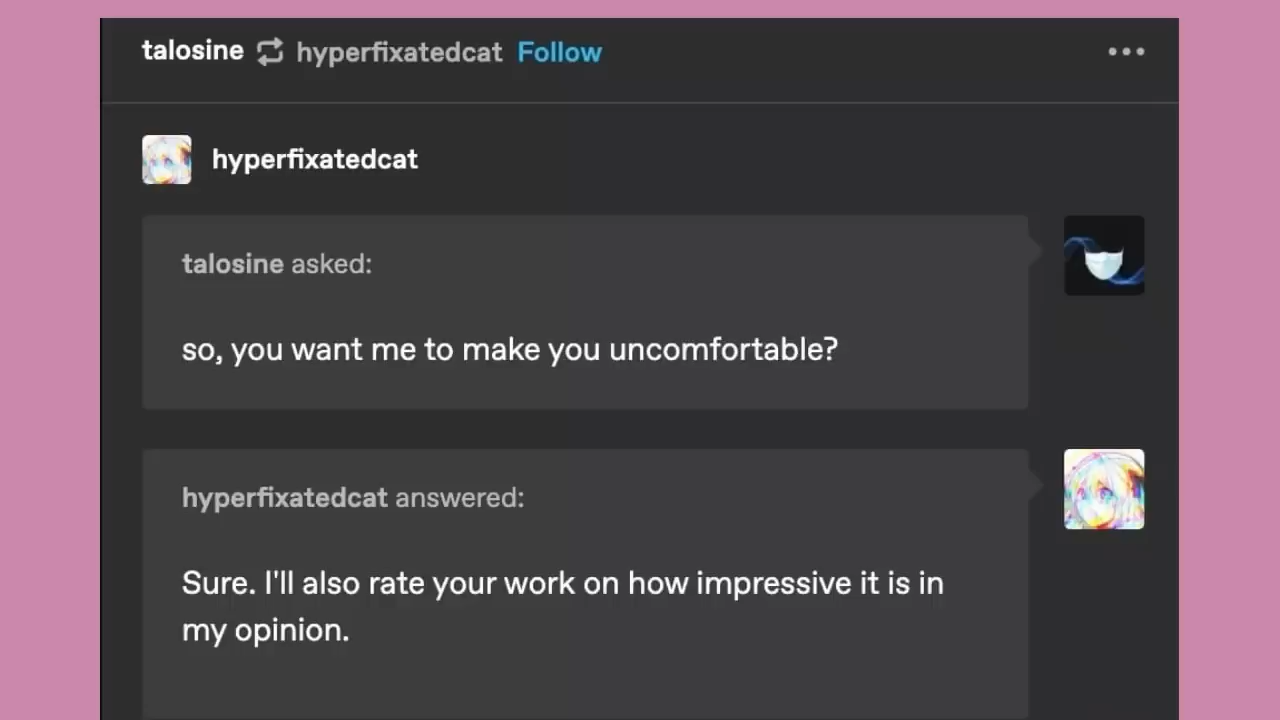 talosine hyperfixatedcat Follow
hyperfixatedcat
talosine asked:
so, you want me to make you uncomfortable?
hyperfixatedcat answered:
Sure. I'll also rate your work on how impressive it is in
my opinion.